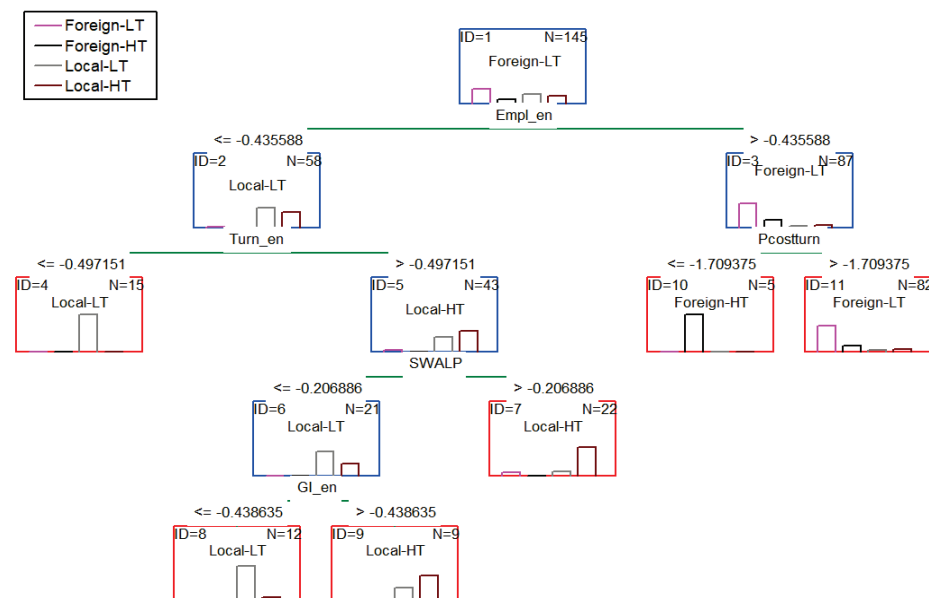 Foreign-LT
Foreign-HT
Local-LT
Local-HT
ID=1 N=145
Foreign-LT
Empl_en
<= -0.435588 > -0.435588
ID=2 N=58
Local-LT
Turn_en
ID=3 N=87
Foreign-LT
Pcostturn
<= -0.497151 > -0.497151
<= -1.709375 > -1.709375
ID=4 N=15
Local-LT
ID=5 N=43
Local-HT
SWALP
ID=10 N=5
Foreign-HT
ID=11 N=82
Foreign-LT
<= -0.206886 > -0.206886
ID=6 N=21
Local-LT
GI_en
ID=7 N=22
Local-HT
<= -0.438635 > -0.438635
ID=8 N=12
Local-LT
ID=9 N=9
Local-HT